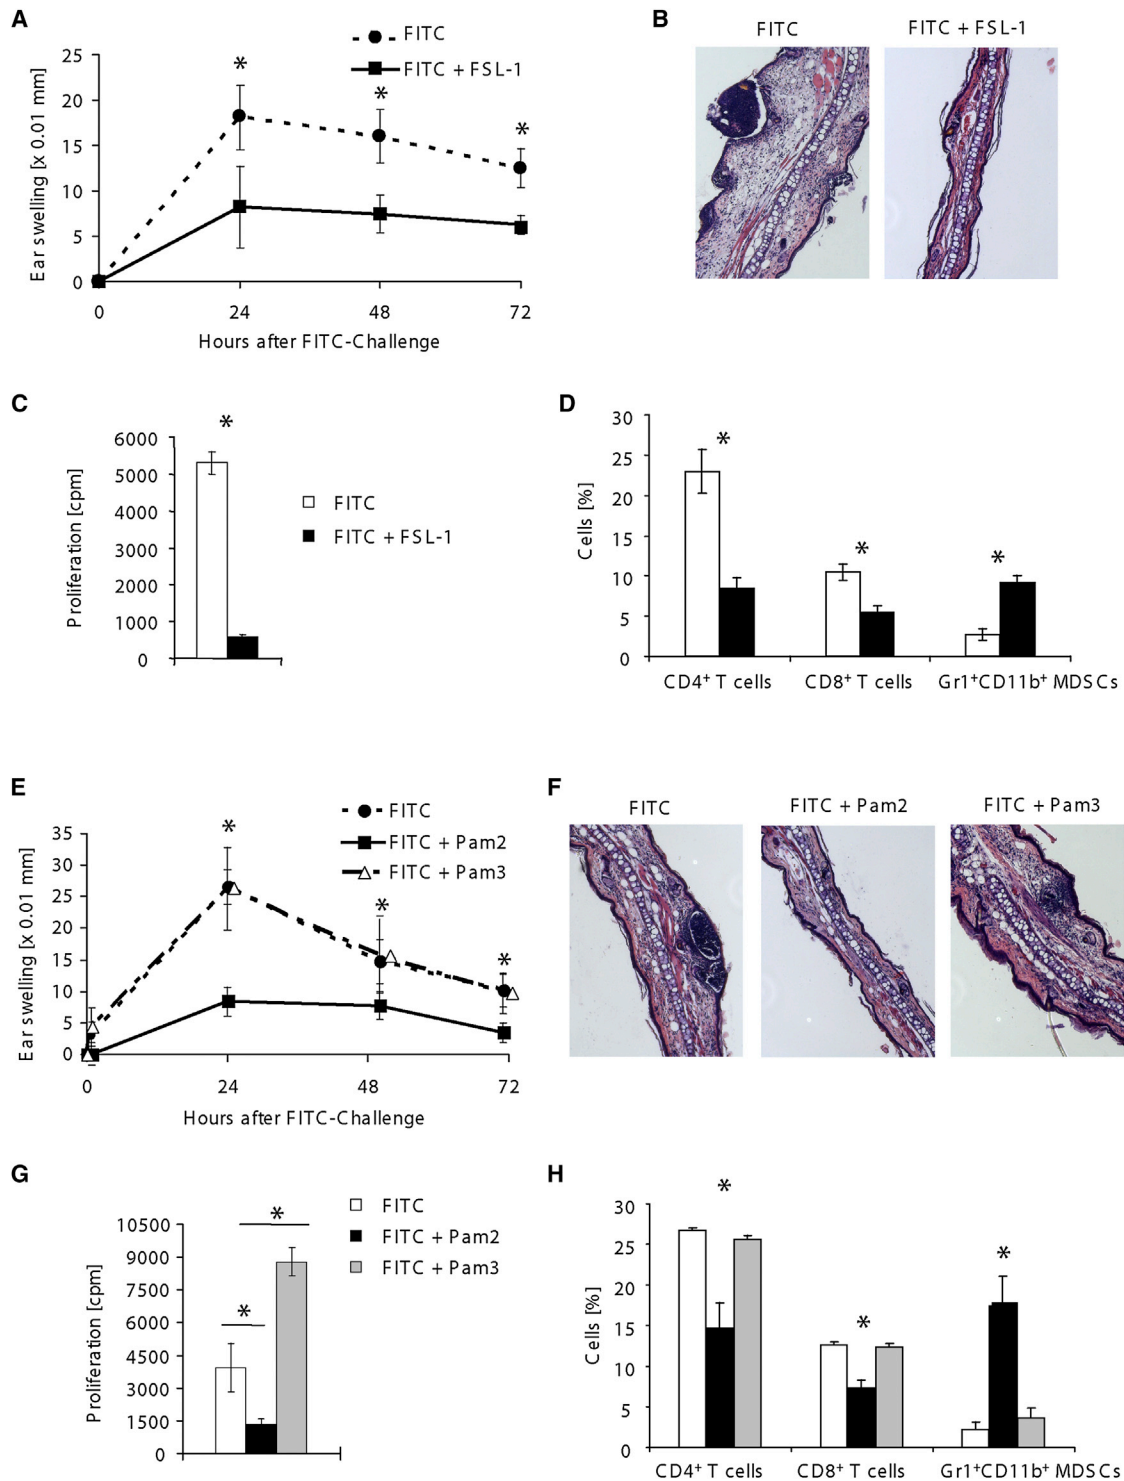 A
FITC
FITC + FSL-1
25
20
15
10
5
0
Ear swelling [x 0.01 mm]
*
*
*
0 24 48 72
Hours after FITC-Challenge
B
FITC FITC + FSL-1
C
6000
5000
4000
3000
2000
1000
0
Proliferation [cpm]
*
FITC
FITC + FSL-1
D
30
25
20
15
10
5
0
Cells [%]
*
*
*
CD4+ T cells CD8+ T cells Gr1+CD11b+ MDSCs
E
FITC
FITC + Pam2
FITC + Pam3
35
30
25
20
15
10
5
0
Ear swelling [x 0.01 mm]
*
*
*
0 24 48 72
Hours after FITC-Challenge
F
FITC FITC + Pam2 FITC + Pam3
G
FITC
FITC + Pam2
FITC + Pam3
10500
9000
7500
6000
4500
3000
1500
0
Proliferation [cpm]
*
*
H
30
25
20
15
10
5
0
Cells [%]
*
*
*
CD4+ T cells CD8+ T cells Gr1+CD11b+ MDSCs